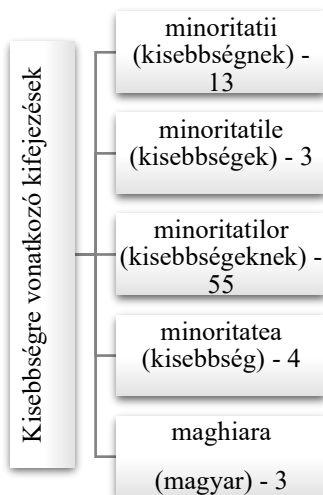 Kisebbségre vonatkozó kifejezések
minoritatii
(kisebbségnek) -
13
minoritatile
(kisebbségek) - 3
minoritatilor
(kisebbségeknek) -
55
minoritatea
(kisebbség) - 4
maghiara
(magyar) - 3